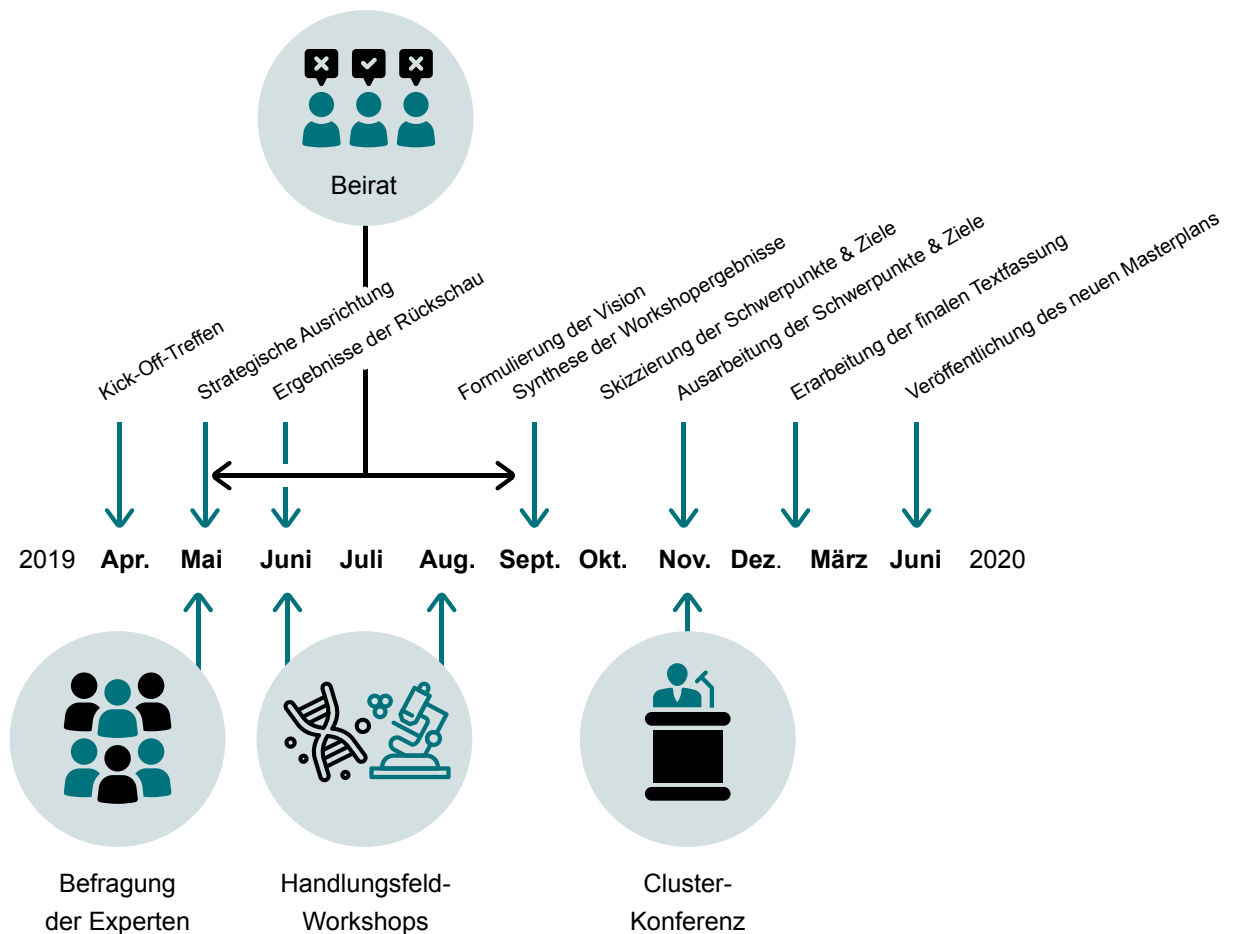 Beirat
Kick-Off-Treffen
Strategische Ausrichtung
Ergebnisse der Rückschau
Formulierung der Vision
Synthese der Workshopergebnisse
Skizzierung der Schwerpunkte & Ziele
Ausarbeitung der Schwerpunkte & Ziele
Erarbeitung der finalen Textfassung
Veröffentlichung des neuen Masterplans
2019 Apr. Mai Juni Juli Aug. Sept. Okt. Nov. Dez. März Juni 2020
Befragung
der Experten
Handlungsfeld-
Workshops
Cluster-
Konferenz